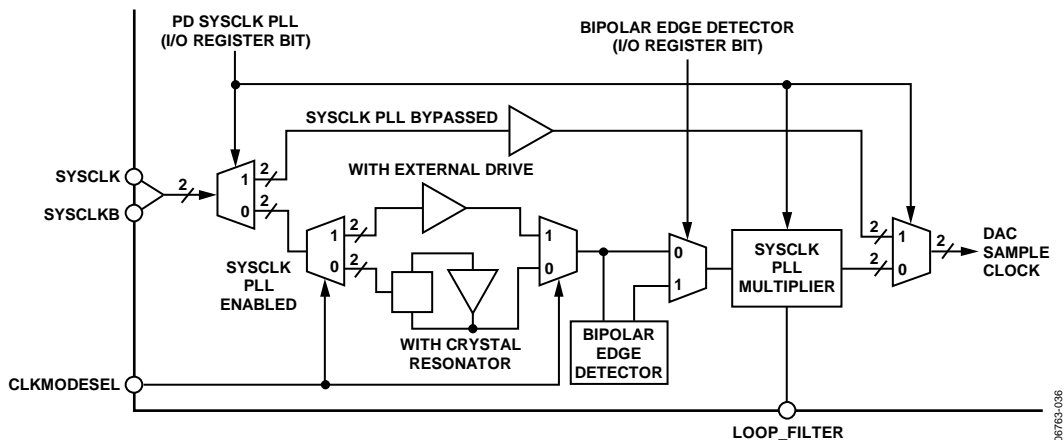 PD SYSCLK PLL
(I/O REGISTER BIT)
BIPOLAR EDGE DETECTOR
(I/O REGISTER BIT)
SYSCLK PLL BYPASSED
2
1
0
2
SYSCLK
SYSCLKB
2
WITH EXTERNAL DRIVE
2
1
0
2
SYSCLK
PLL
ENABLED
WITH CRYSTAL
RESONATOR
1
0
0
1
BIPOLAR
EDGE
DETECTOR
SYSCLK
PLL
MULTIPLIER
2
1
2
0
2
DAC
SAMPLE
CLOCK
CLKMODESEL
LOOP_FILTER
06763-036